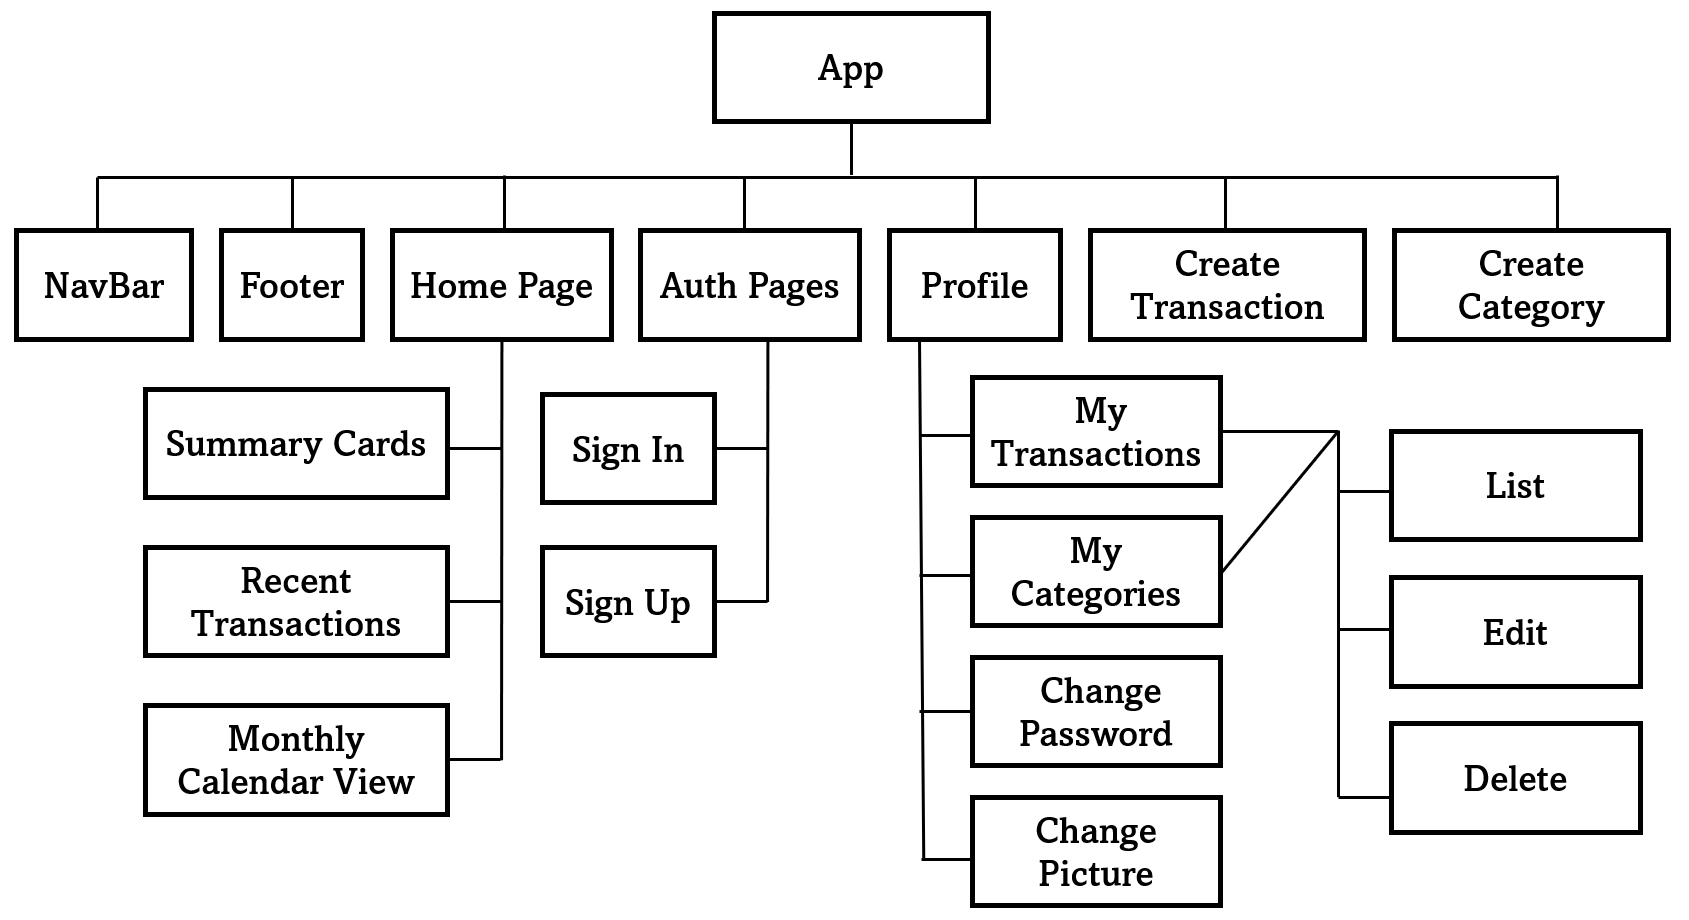 App
NavBar
Footer
Home Page
Auth Pages
Profile
Create
Transaction
Create
Category
Summary Cards
Recent
Transactions
Monthly
Calendar View
Sign In
Sign Up
My
Transactions
My
Categories
Change
Password
Change
Picture
List
Edit
Delete